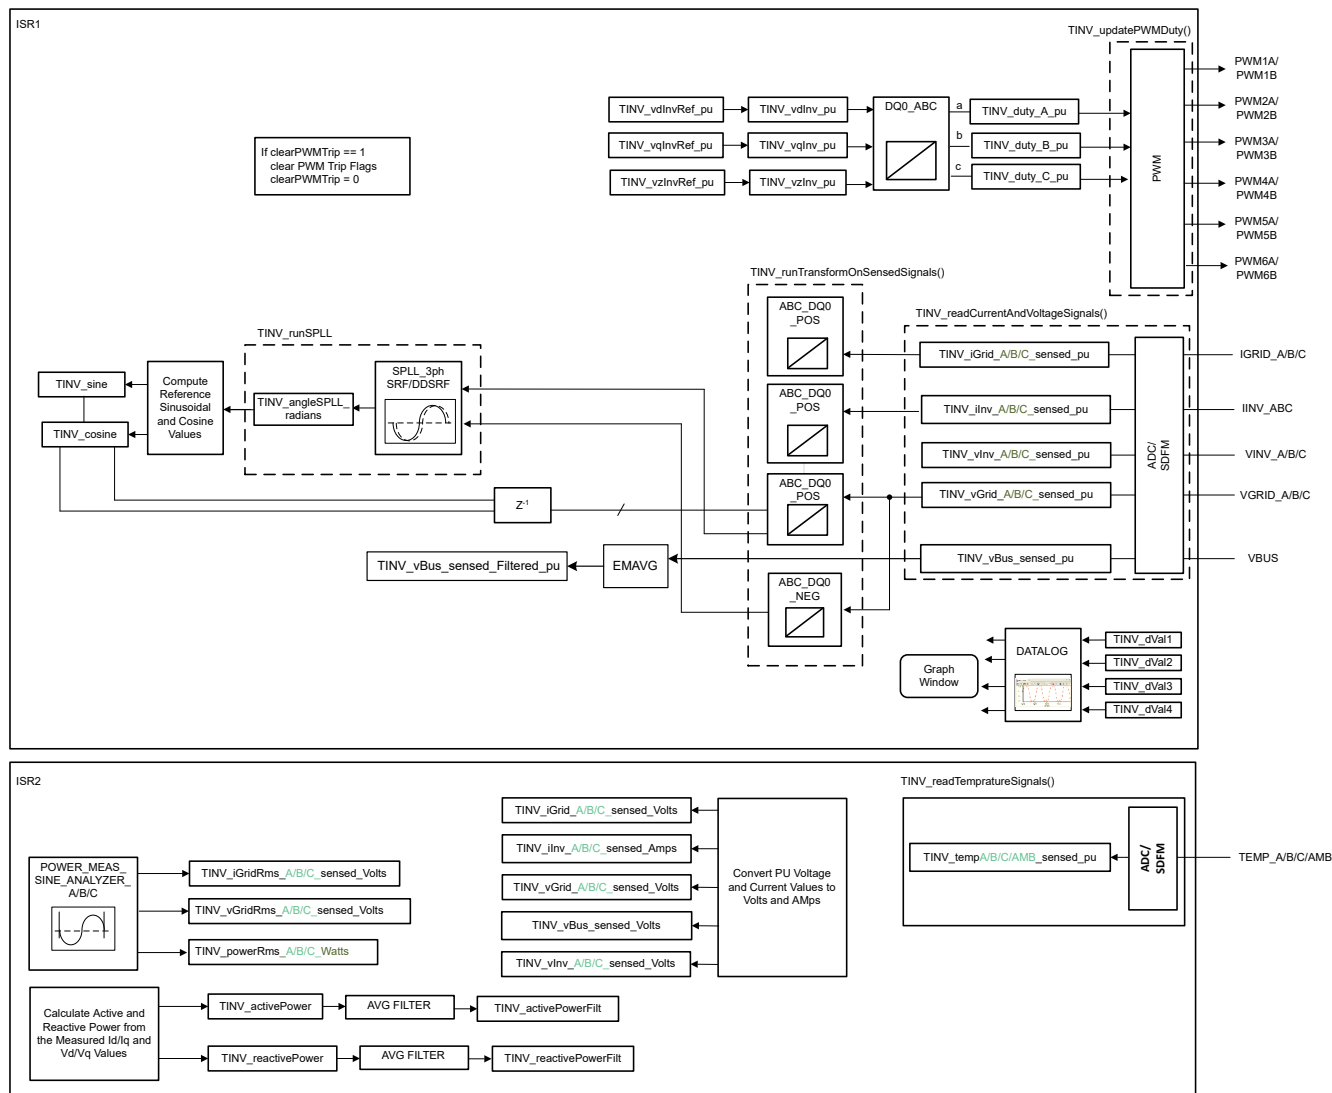 ISR1
TINV_updatePWMDuty()
PWM1A/
PWM1B
PWM2A/
PWM2B
PWM3A/
PWM3B
PWM4A/
PWM4B
PWM5A/
PWM5B
PWM6A/
PWM6B
PWM
TINV_vdInvRef_pu
TINV_vdInv_pu
DQ0_ABC
a
TINV_duty_A_pu
TINV_vqInvRef_pu
TINV_vqInv_pu
b
TINV_duty_B_pu
TINV_vzInvRef_pu
TINV_vzInv_pu
c
TINV_duty_C_pu
If clearPWMTrip == 1
clear PWM Trip Flags
clearPWMTrip = 0
TINV_runTransformOnSensedSignals()
ABC_DQ0
_POS
TINV_readCurrentAndVoltageSignals()
TINV_iGrid_A/B/C_sensed_pu
IGRID_A/B/C
TINV_runSPLL
SPLL_3ph
SRF/DDSRF
TINV_angleSPLL_
radians
Compute
Reference
Sinusoidal
and Cosine
Values
TINV_sine
TINV_cosine
ABC_DQ0
_POS
TINV_iInv_A/B/C_sensed_pu
IINV_ABC
TINV_vInv_A/B/C_sensed_pu
VINV_A/B/C
ADC/
SDFM
ABC_DQ0
_POS
TINV_vGrid_A/B/C_sensed_pu
VGRID_A/B/C
Z-1
TINV_vBus_sensed_Filtered_pu
EMAVG
TINV_vBus_sensed_pu
VBUS
ABC_DQ0
_NEG
Graph
Window
DATALOG
TINV_dVal1
TINV_dVal2
TINV_dVal3
TINV_dVal4
ISR2
POWER_MEAS_
SINE_ANALYZER_
A/B/C
TINV_iGridRms_A/B/C_sensed_Volts
TINV_vGridRms_A/B/C_sensed_Volts
TINV_powerRms_A/B/C_Watts
Calculate Active and
Reactive Power from
the Measured Id/Iq and
Vd/Vq Values
TINV_activePower
AVG FILTER
TINV_activePowerFilt
TINV_reactivePower
AVG FILTER
TINV_reactivePowerFilt
TINV_iGrid_A/B/C_sensed_Volts
TINV_iInv_A/B/C_sensed_Amps
TINV_vGrid_A/B/C_sensed_Volts
TINV_vBus_sensed_Volts
TINV_vInv_A/B/C_sensed_Volts
Convert PU Voltage
and Current Values to
Volts and AMps
TINV_readTempratureSignals()
TINV_tempA/B/C/AMB_sensed_pu
ADC/
SDFM
TEMP_A/B/C/AMB